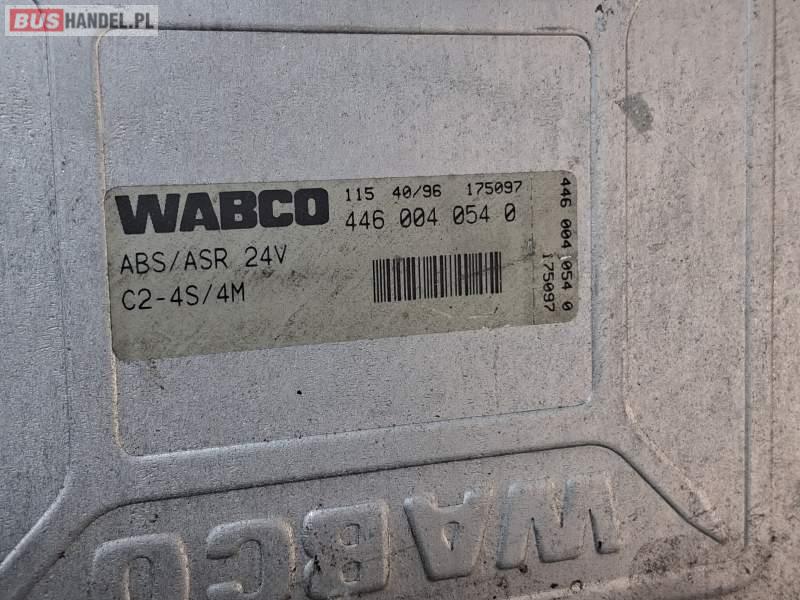 BUSHANDEL.PL
WABCO
115 40/96 175097
446 004 054 0
ABS/ASR 24V
C2-4S/4M
446 004 054 0
175097
WABCO